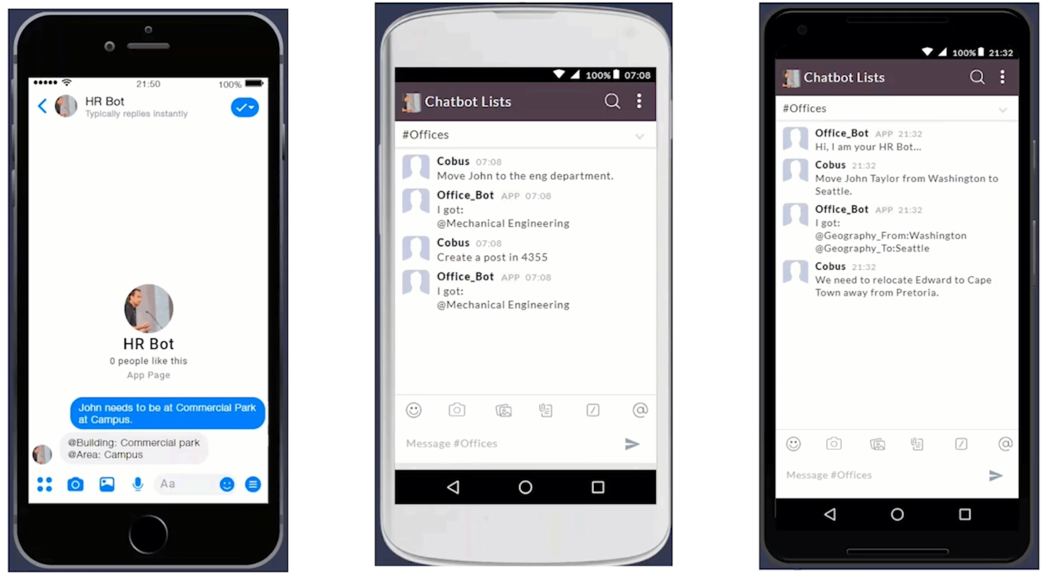 21:50
100%
HR Bot
Typically replies instantly
HR Bot
0 people like this
App Page
John needs to be at Commercial Park
at Campus.
@Building: Commercial park
@Area: Campus
Aa
100% 07:08
Chatbot Lists
#Offices
Cobus 07:08
Move John to the eng department.
Office_Bot APP 07:08
I got:
@Mechanical Engineering
Cobus 07:08
Create a post in 4355
Office_Bot APP 07:08
I got:
@Mechanical Engineering
Message #Offices
100% 21:32
Chatbot Lists
#Offices
Office_Bot APP 21:32
Hi, I am your HR Bot...
Cobus 21:32
Move John Taylor from Washington to
Seattle.
Office_Bot APP 21:32
I got:
@Geography_From:Washington
@Geography_To:Seattle
Cobus 21:32
We need to relocate Edward to Cape
Town away from Pretoria.
Message #Offices